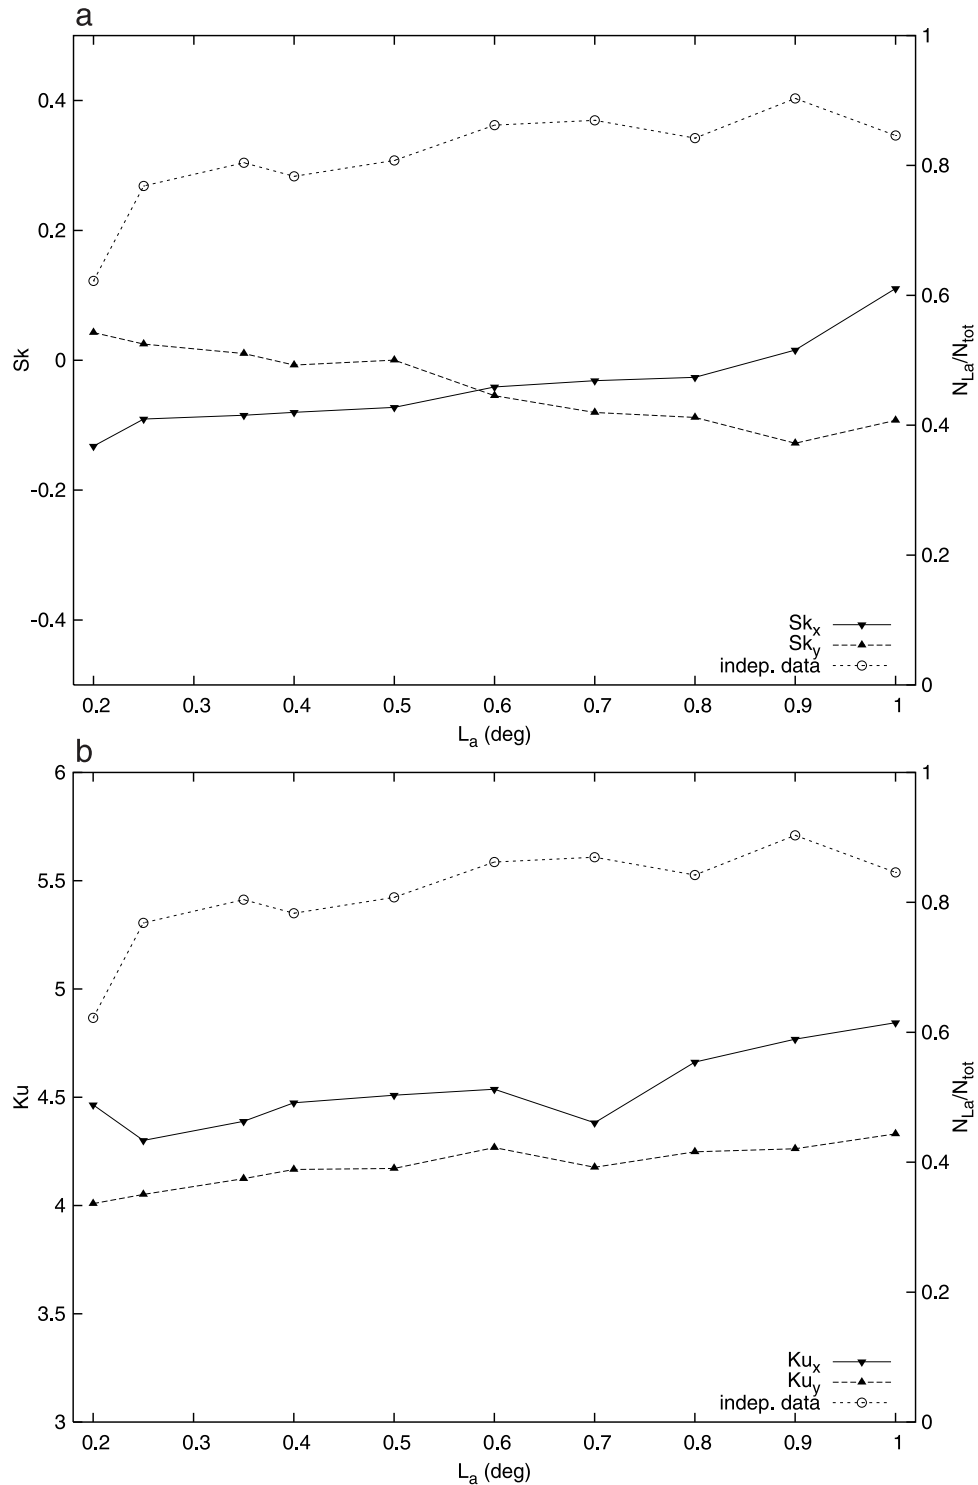 a
0.4
0.2
0
-0.2
-0.4
Sk
1
0.8
0.6
0.4
0.2
0
N_La/N_tot
Sk_x
Sk_y
indep. data
0.2 0.3 0.4 0.5 0.6 0.7 0.8 0.9 1
L_a (deg)
b
6
5.5
5
4.5
4
3.5
3
Ku
1
0.8
0.6
0.4
0.2
0
N_La/N_tot
Ku_x
Ku_y
indep. data
0.2 0.3 0.4 0.5 0.6 0.7 0.8 0.9 1
L_a (deg)